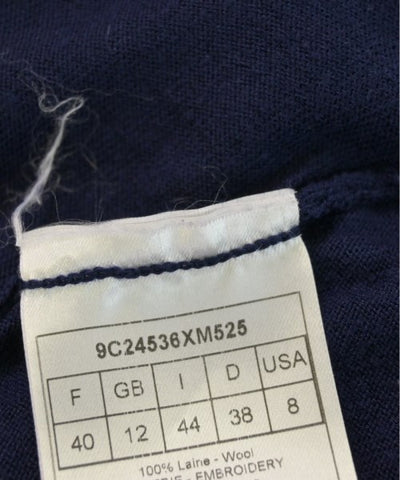 9C24536XM525
F GB I D USA
40 12 44 38 8
100% Laine - Wool
EMBROIDERY